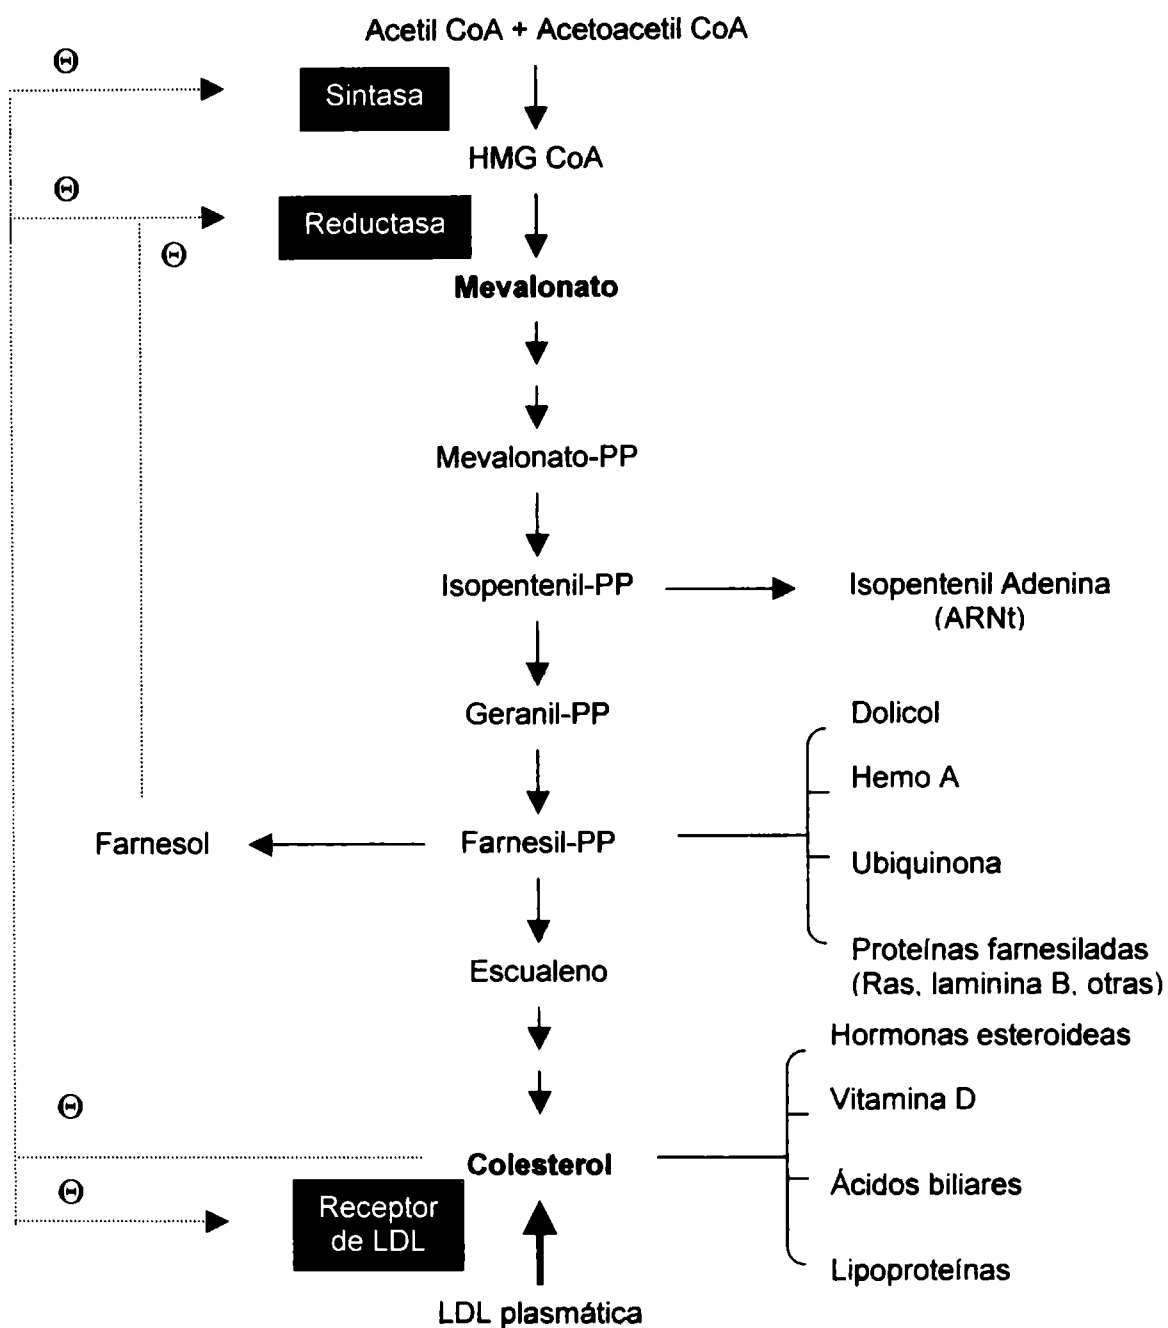 Acetil CoA + Acetoacetil CoA
Θ
Sintasa
HMG CoA
Θ
Reductasa
Θ
Mevalonato
Mevalonato-PP
Isopentenil-PP
Isopentenil Adenina
(ARNt)
Geranil-PP
Dolicol
Hemo A
Farnesol
Farnesil-PP
Ubiquinona
Proteínas farnesiladas
(Ras, laminina B, otras)
Escualeno
Hormonas esteroideas
Vitamina D
Θ
Colesterol
Ácidos biliares
Θ
Receptor
de LDL
Lipoproteínas
LDL plasmática